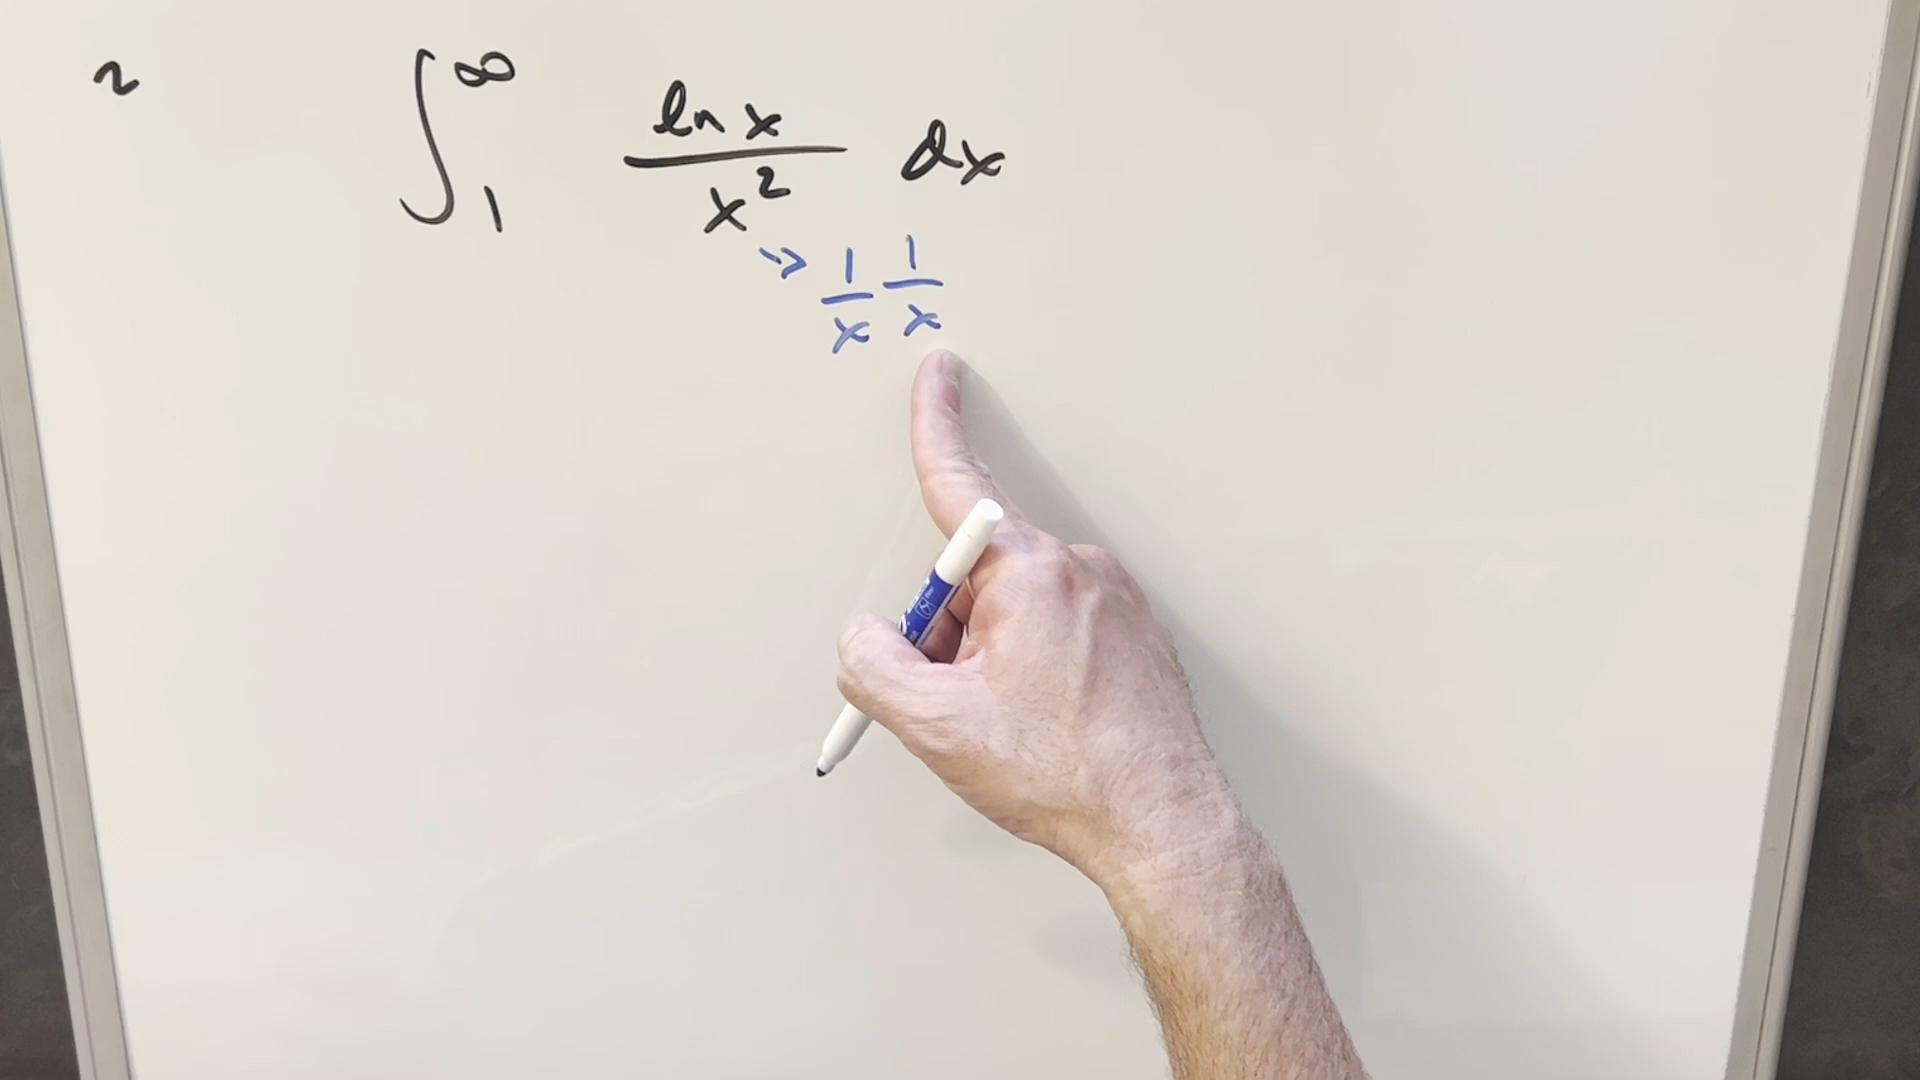 2 ∫₁^∞ (ln x)/(x²) dx
→ 1/x 1/x